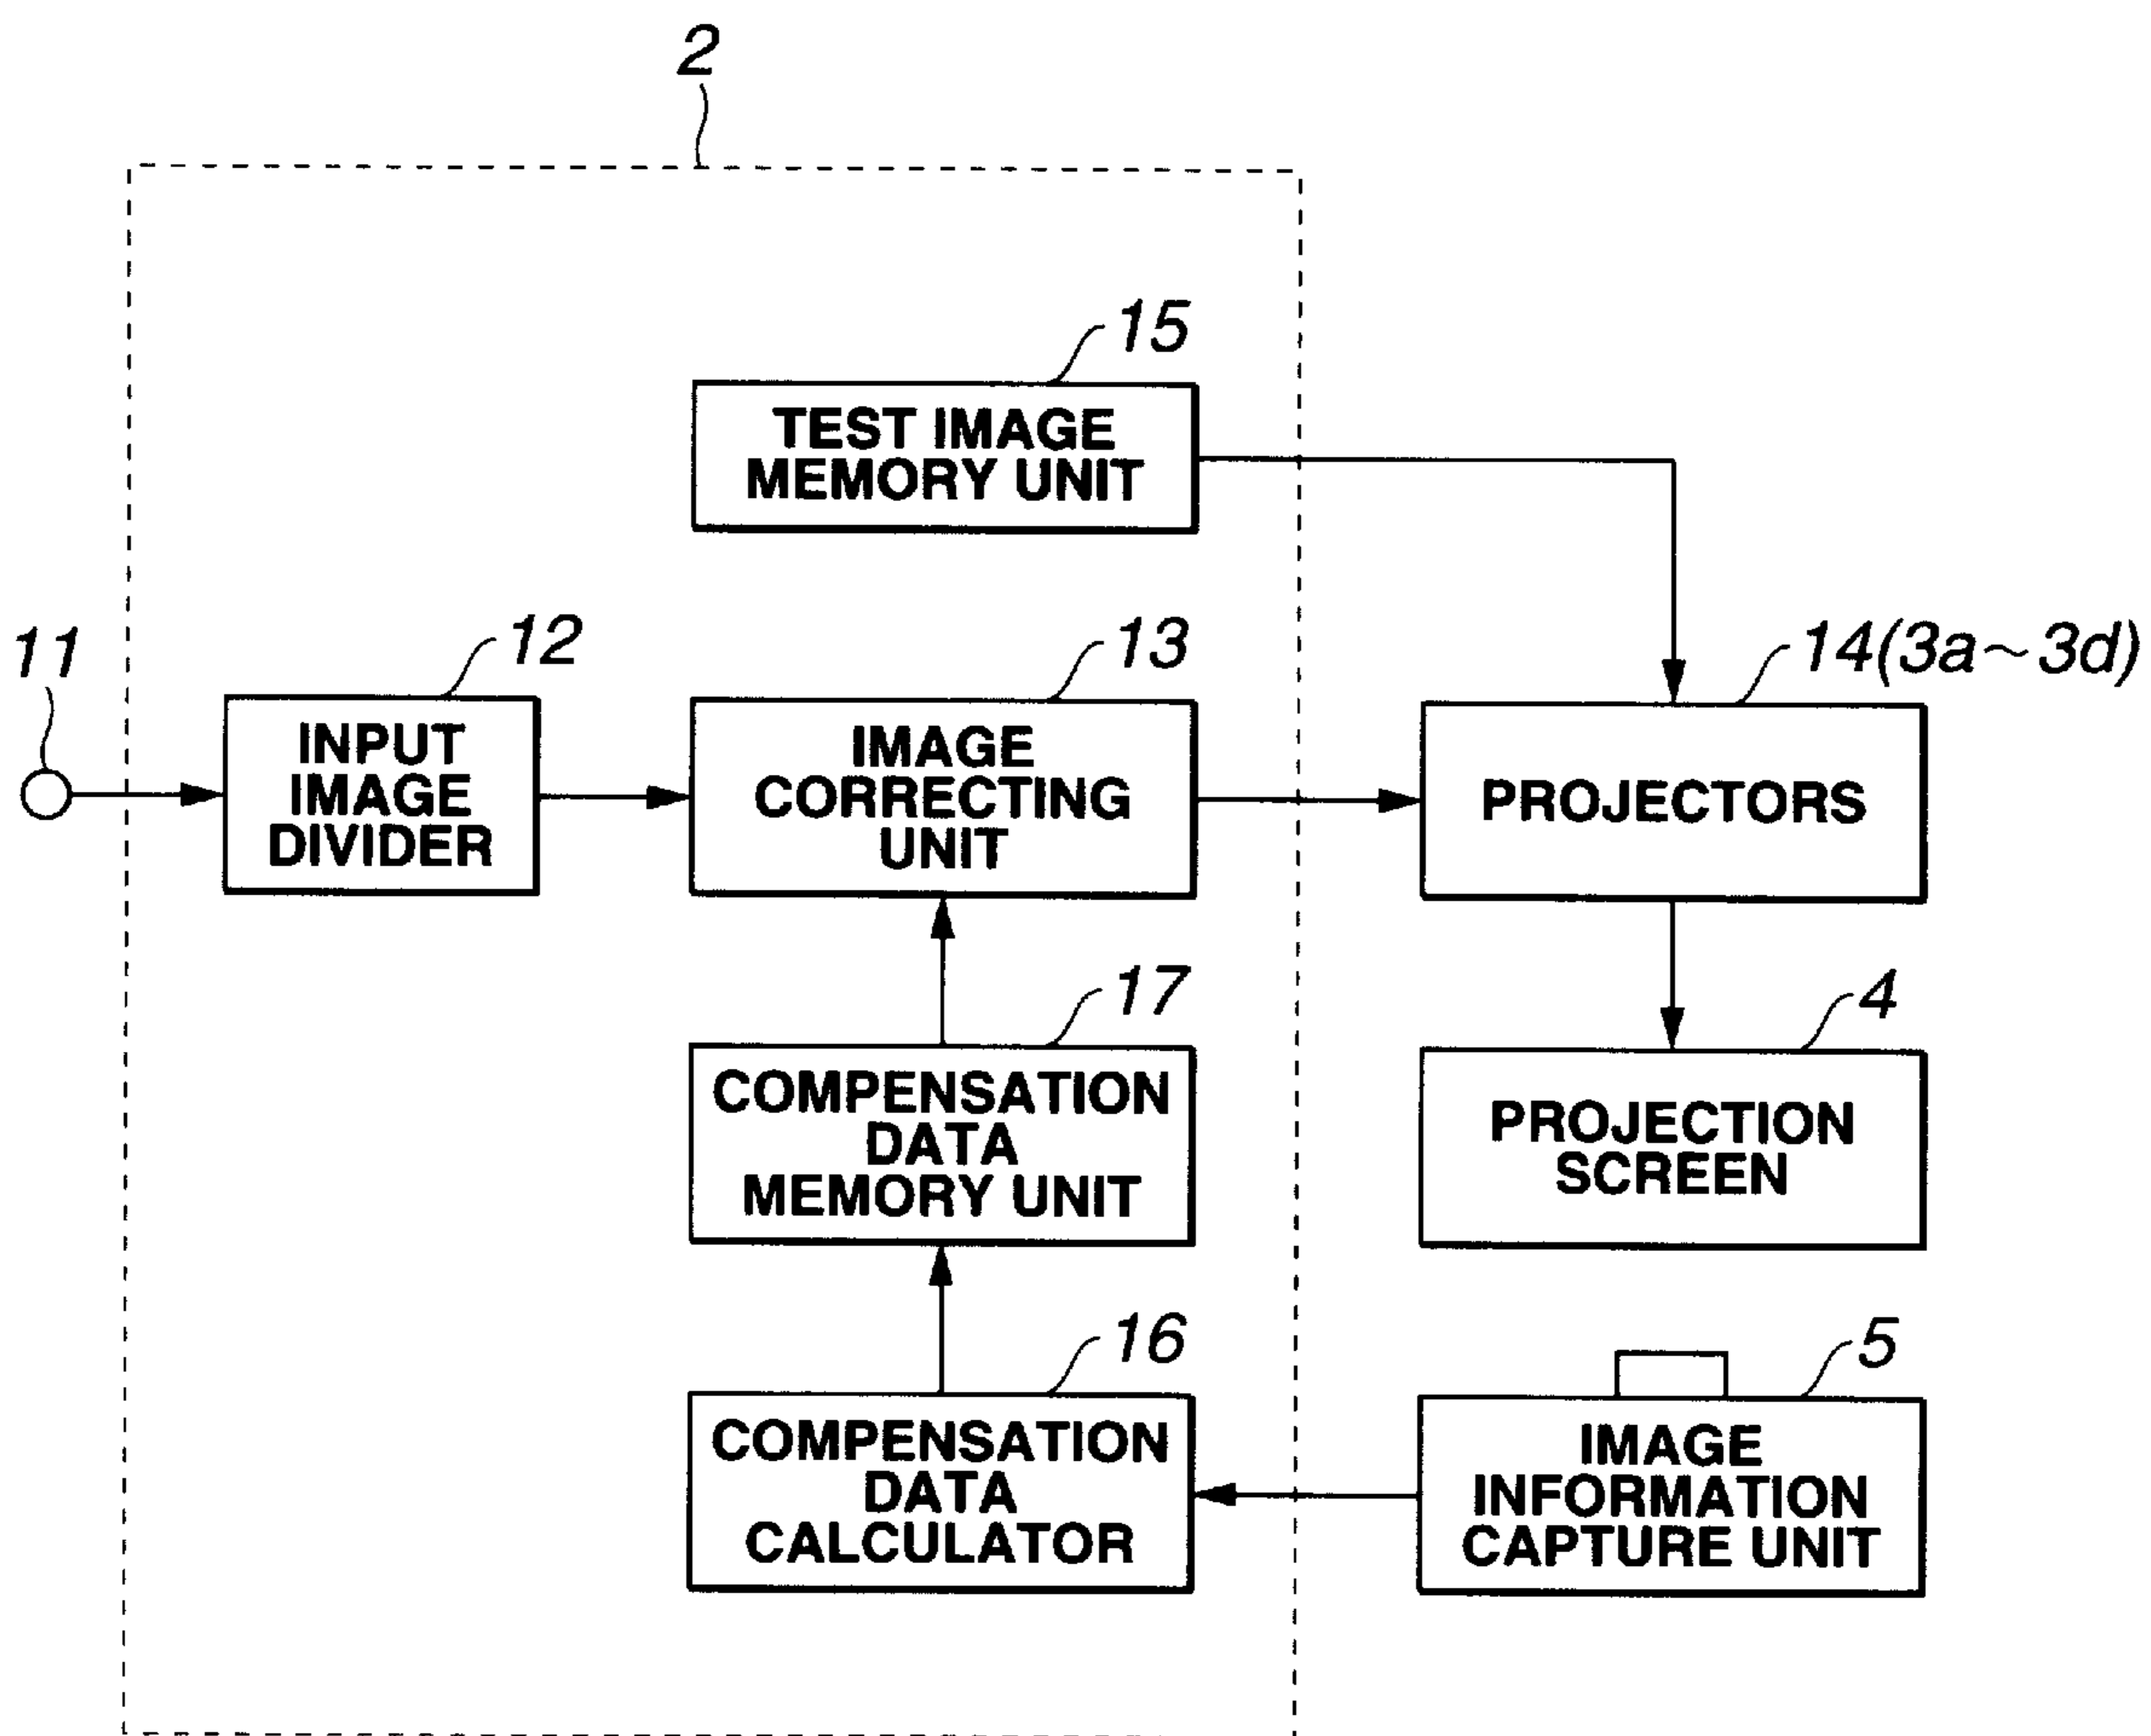 2
15
TEST IMAGE
MEMORY UNIT
11
12
INPUT
IMAGE
DIVIDER
13
IMAGE
CORRECTING
UNIT
14(3a～3d)
PROJECTORS
17
COMPENSATION
DATA
MEMORY UNIT
4
PROJECTION
SCREEN
16
COMPENSATION
DATA
CALCULATOR
5
IMAGE
INFORMATION
CAPTURE UNIT